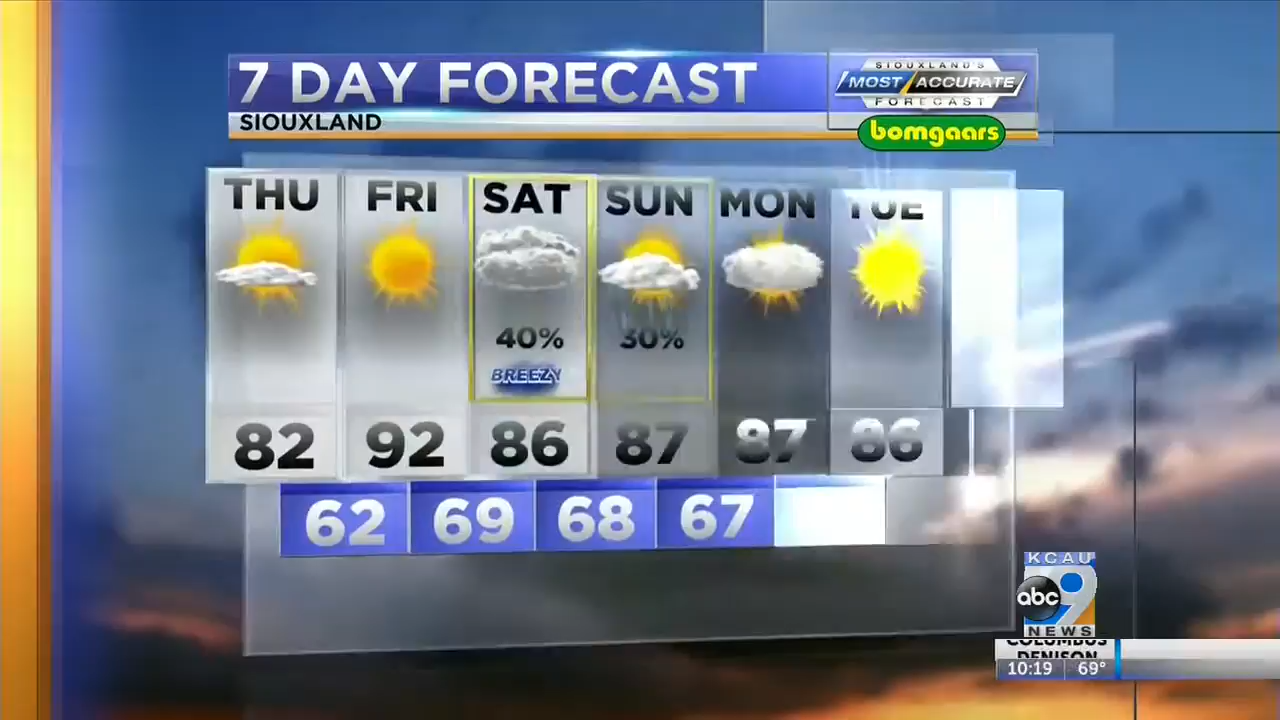 7 DAY FORECAST
SIOUXLAND
SIOUXLAND'S
MOST ACCURATE
FORECAST
bomgaars
THU FRI SAT SUN MON TUE
40% 30%
BREEZY
82 92 86 87 87 86
62 69 68 67
KCAU
abc 9
NEWS
COLUMBUS
DENISON
10:19 69°